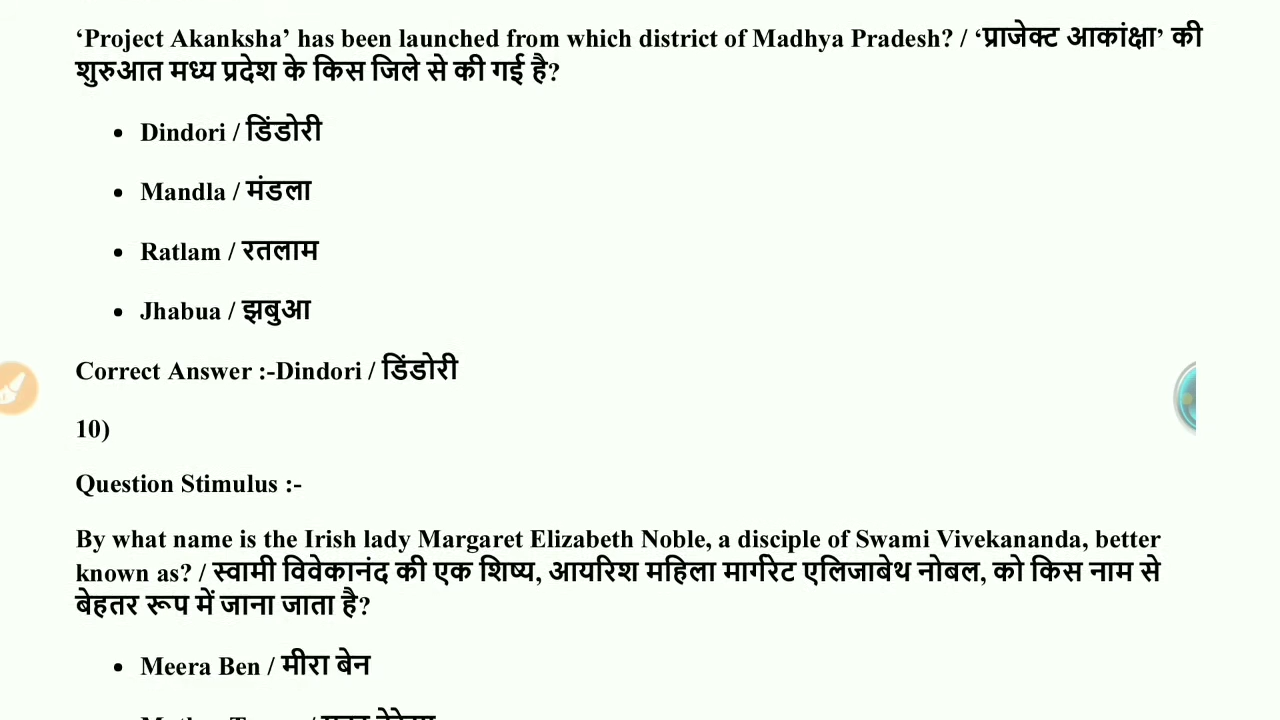 ‘Project Akanksha’ has been launched from which district of Madhya Pradesh? / ‘प्राजेक्ट आकांक्षा’ की
शुरुआत मध्य प्रदेश के किस जिले से की गई है?
• Dindori / डिंडोरी
• Mandla / मंडला
• Ratlam / रतलाम
• Jhabua / झबुआ
Correct Answer :-Dindori / डिंडोरी
10)
Question Stimulus :-
By what name is the Irish lady Margaret Elizabeth Noble, a disciple of Swami Vivekananda, better
known as? / स्वामी विवेकानंद की एक शिष्य, आयरिश महिला मार्गरेट एलिजाबेथ नोबल, को किस नाम से
बेहतर रूप में जाना जाता है?
• Meera Ben / मीरा बेन